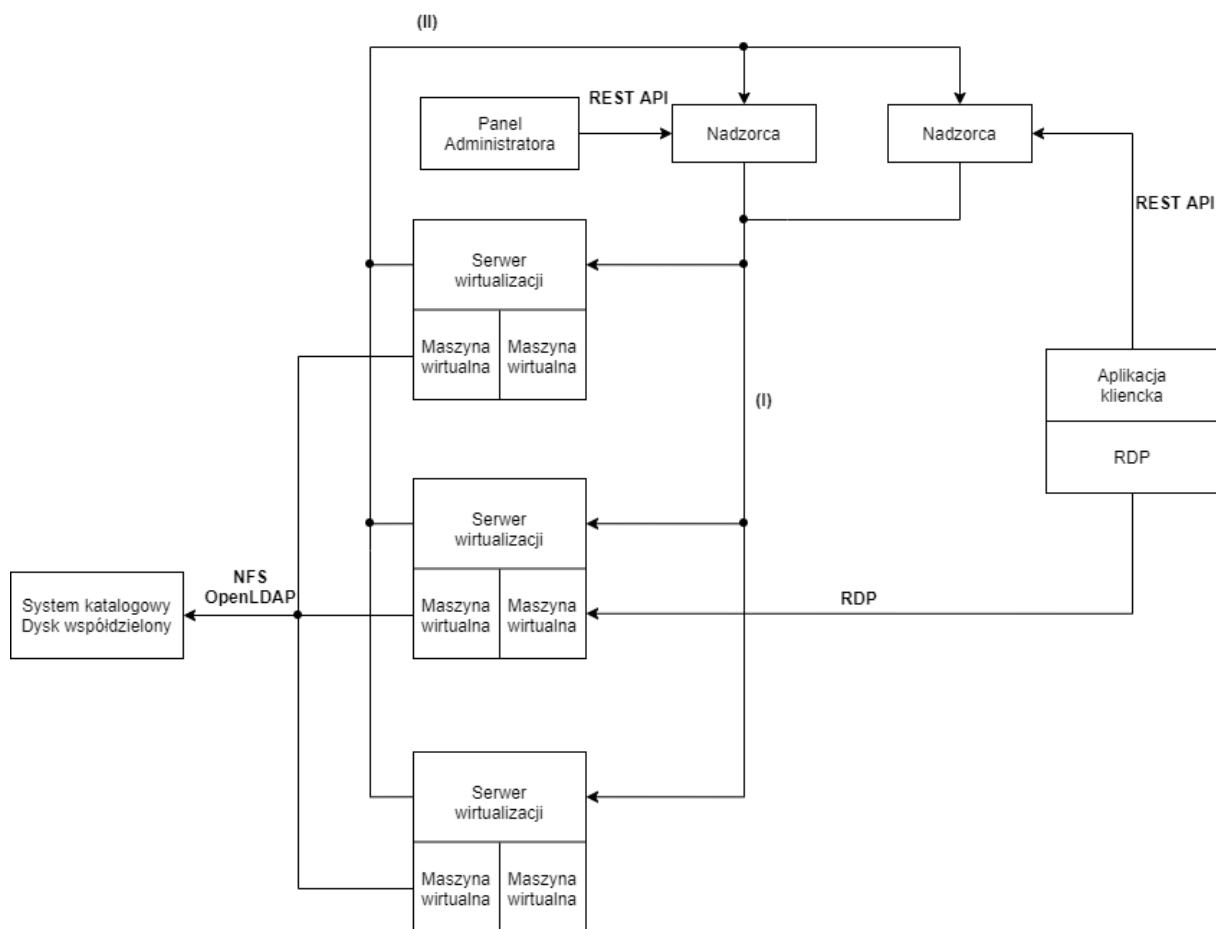 (II)
REST API
Panel
Administratora
Nadzorca
Nadzorca
REST API
Serwer
wirtualizacji
Maszyna
wirtualna
Maszyna
wirtualna
(I)
Aplikacja
kliencka
RDP
Serwer
wirtualizacji
Maszyna
wirtualna
Maszyna
wirtualna
NFS
OpenLDAP
System katalogowy
Dysk współdzielony
RDP
Serwer
wirtualizacji
Maszyna
wirtualna
Maszyna
wirtualna